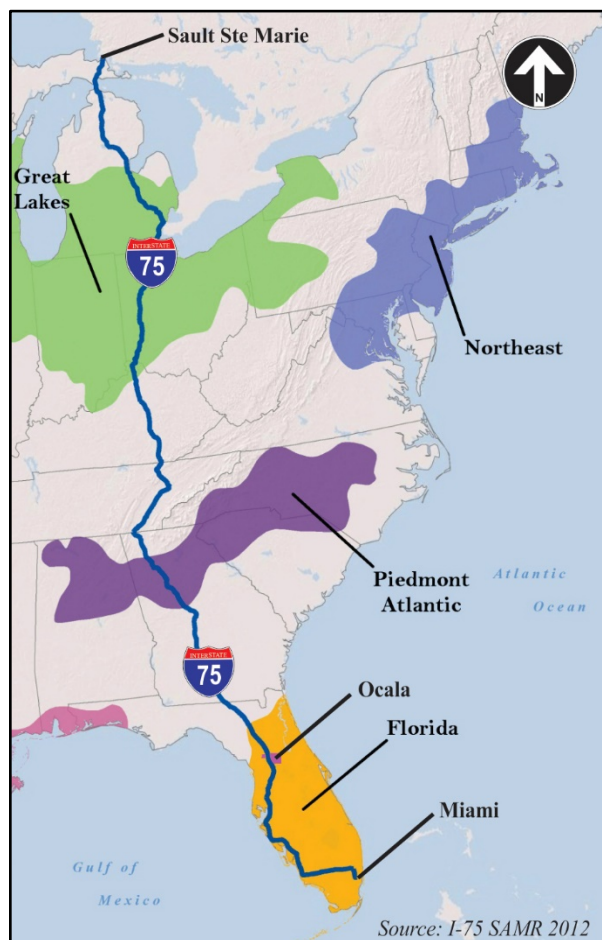 Sault Ste Marie
N
Great
Lakes
INTERSTATE
75
Northeast
Piedmont
Atlantic
Atlantic
Ocean
INTERSTATE
75
Ocala
Florida
Miami
Gulf of
Mexico
Source: I-75 SAMR 2012